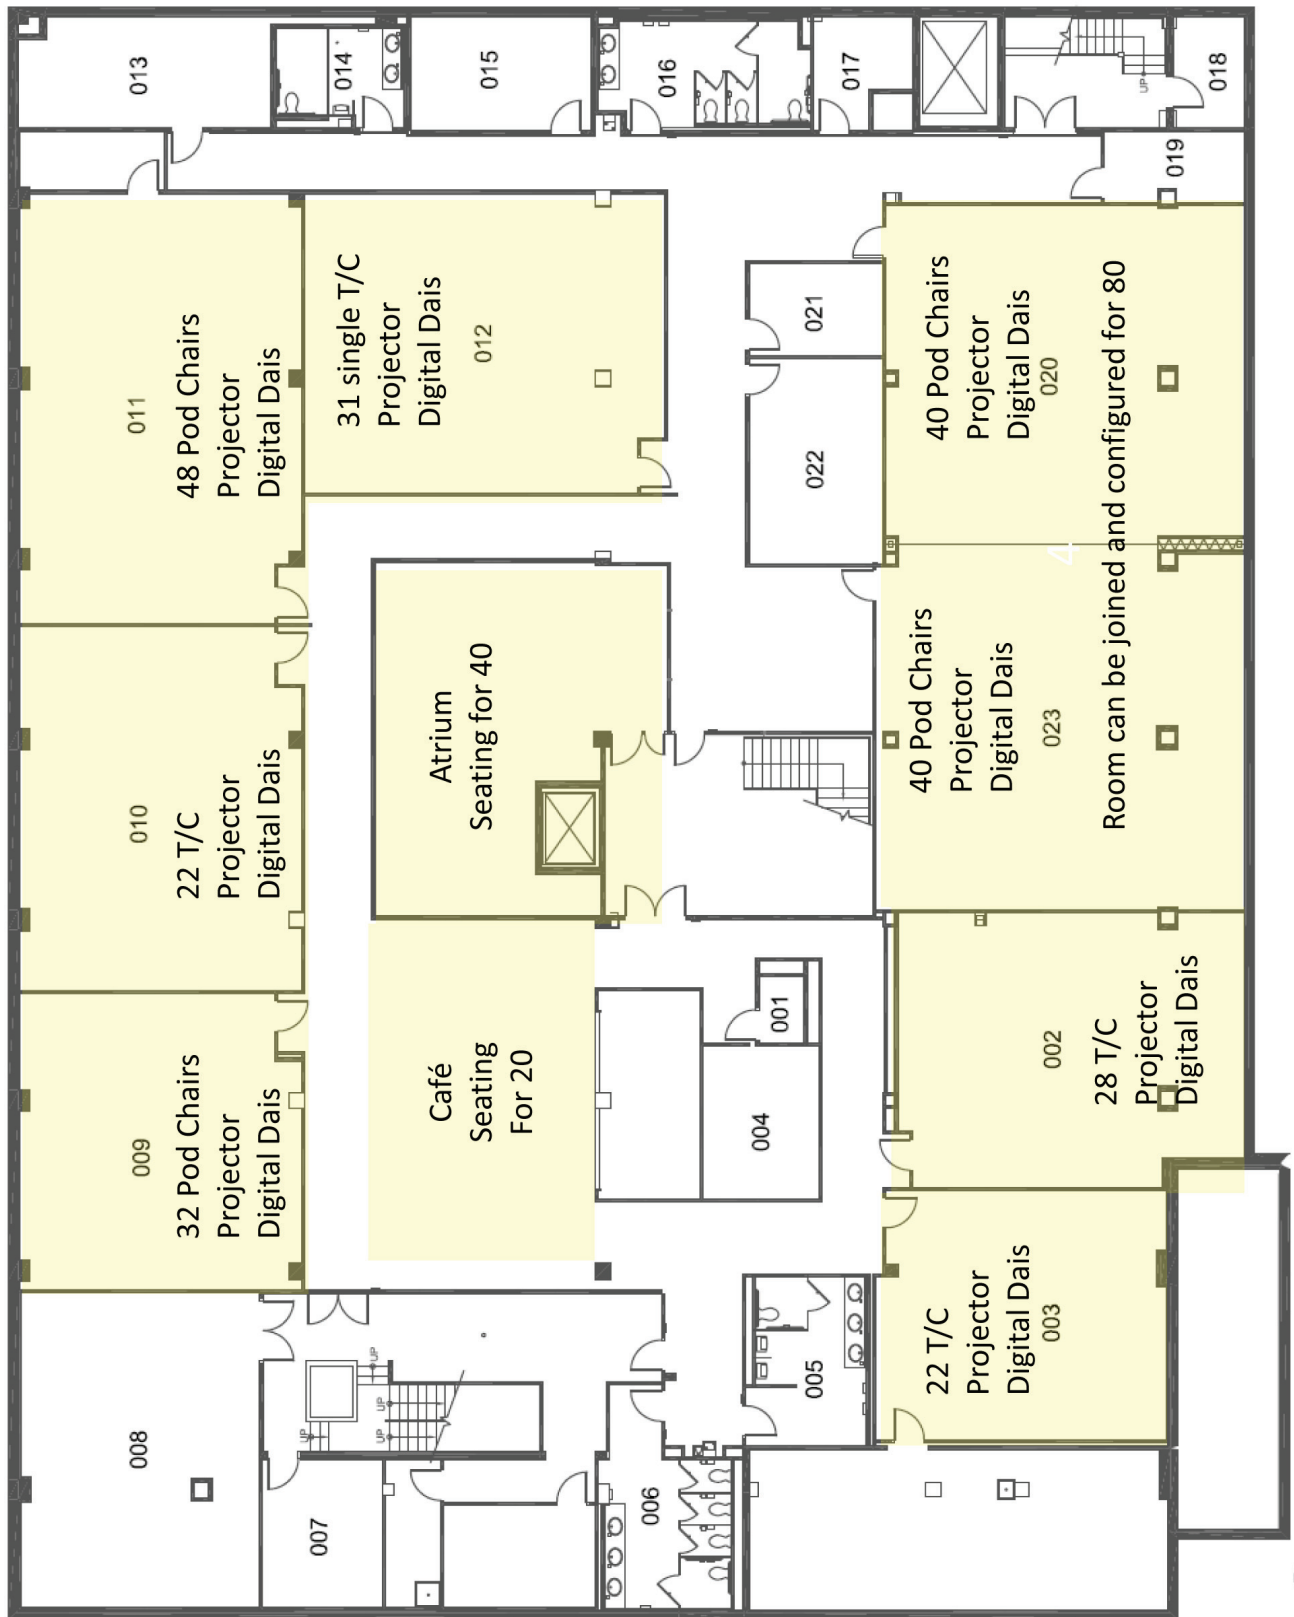 013
014
015
016
017
018
UP
019
011
48 Pod Chairs
Projector
Digital Dais
31 single T/C
Projector
Digital Dais
012
021
022
40 Pod Chairs
Projector
Digital Dais
020
Room can be joined and configured for 80
4
010
22 T/C
Projector
Digital Dais
Atrium
Seating for 40
40 Pod Chairs
Projector
Digital Dais
023
009
32 Pod Chairs
Projector
Digital Dais
Café
Seating
For 20
001
004
002
28 T/C
Projector
Digital Dais
008
UP
UP
UP
UP
007
006
005
22 T/C
Projector
Digital Dais
003